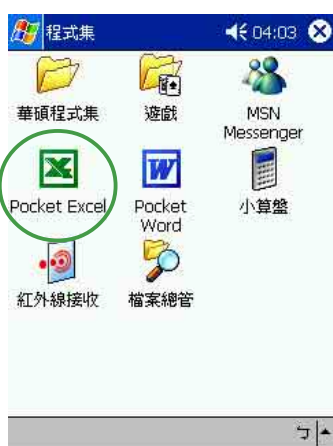 程式集 04:03
華碩程式集 遊戲 MSN Messenger
Pocket Excel Pocket Word 小算盤
紅外線接收 檔案總管
ㄅ